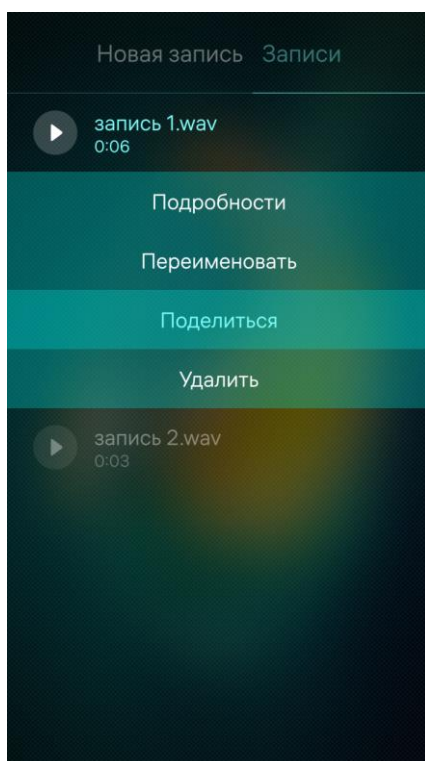 Новая запись Записи
запись 1.wav
0:06
Подробности
Переименовать
Поделиться
Удалить
запись 2.wav
0:03